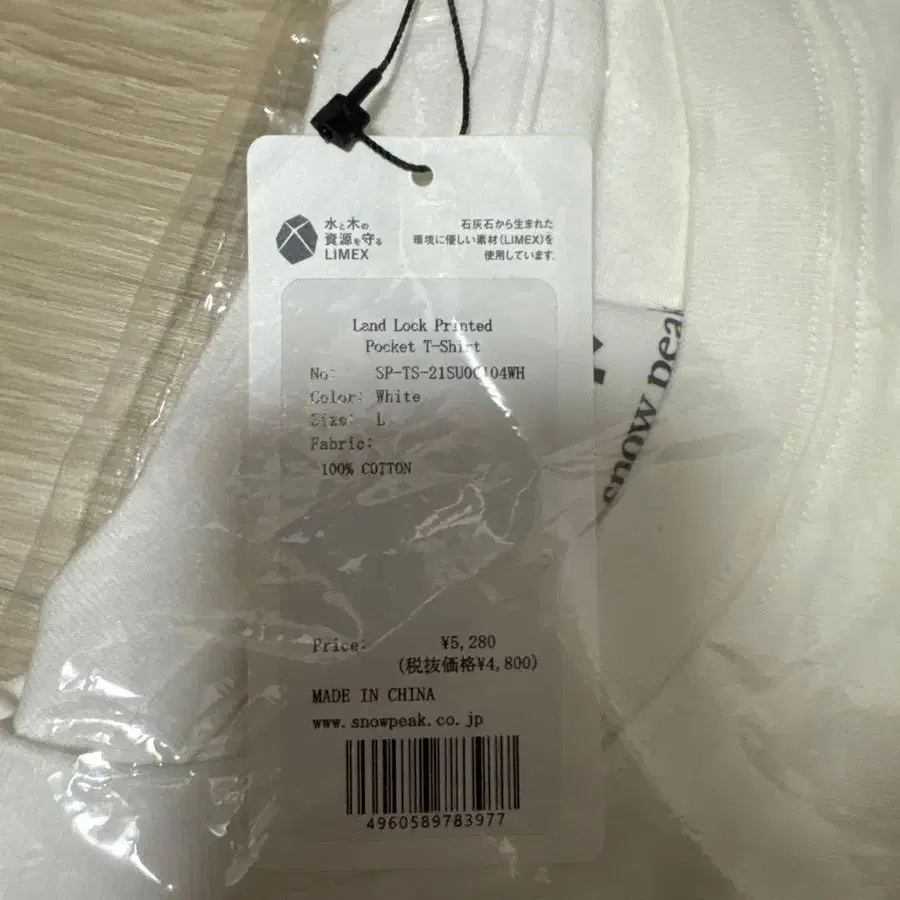 水と木の
資源を守る
LIMEX
石灰石から生まれた
環境に優しい素材(LIMEX)を
使用しています。
Land Lock Printed
Pocket T-Shirt
No: SP-TS-21SU00104WH
Color: White
Size: L
Fabric:
100% COTTON
Price: ¥5,280
(税抜価格¥4,800)
MADE IN CHINA
www.snowpeak.co.jp
4960589783977
snow pea